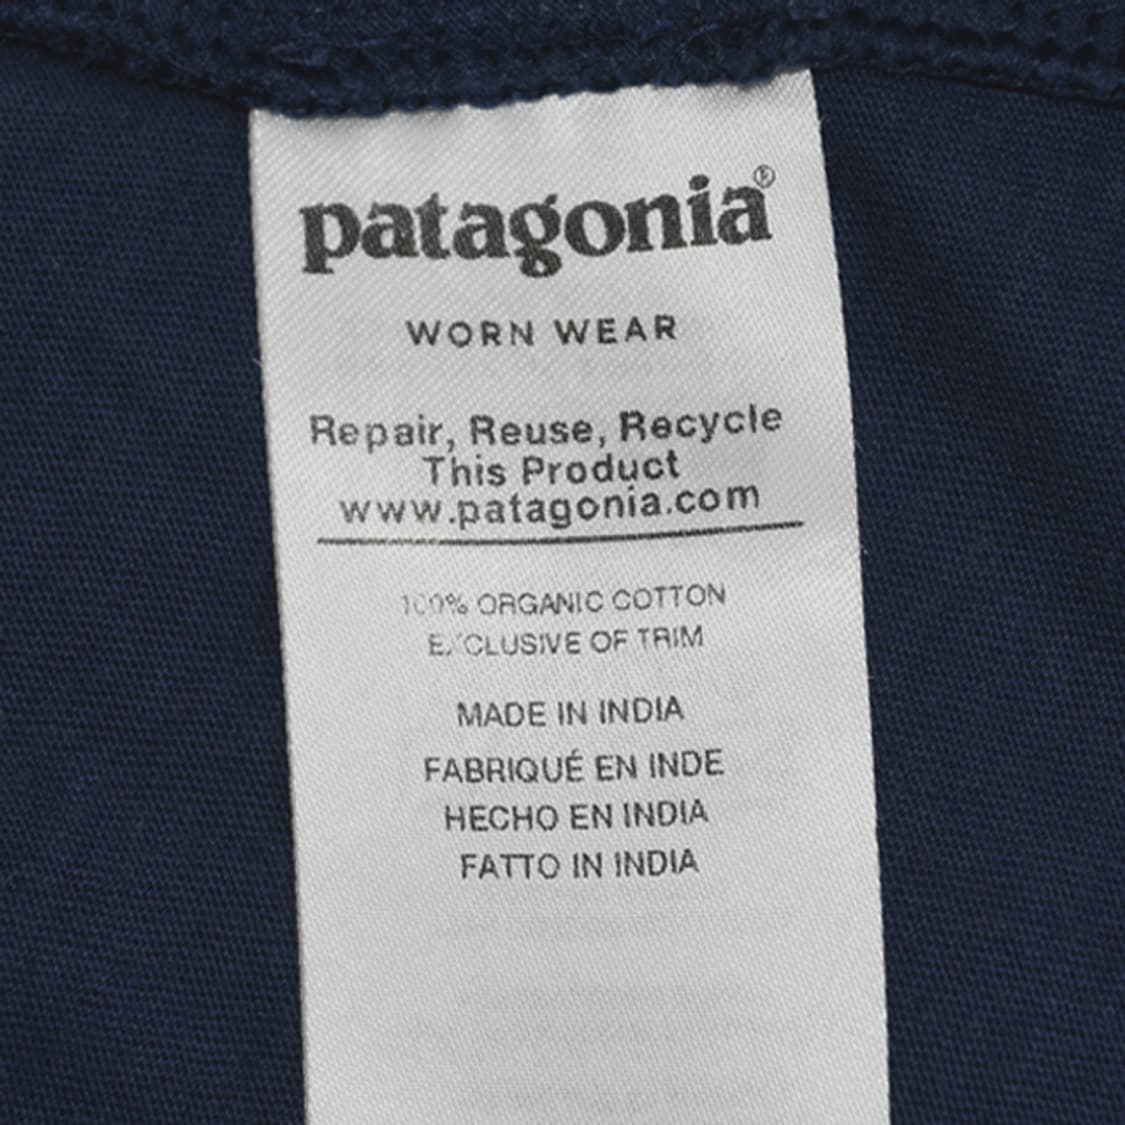 patagonia®
WORN WEAR
Repair, Reuse, Recycle
This Product
www.patagonia.com
100% ORGANIC COTTON
EXCLUSIVE OF TRIM
MADE IN INDIA
FABRIQUÉ EN INDE
HECHO EN INDIA
FATTO IN INDIA